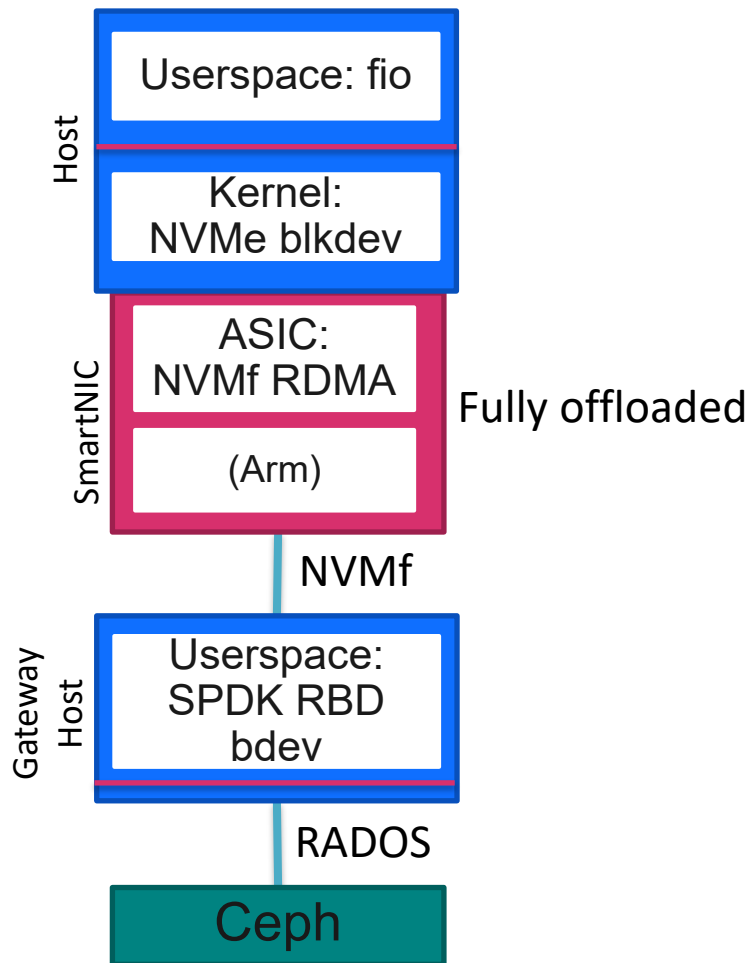 Userspace: fio
Host
Kernel:
NVMe blkdev
ASIC:
NVMf RDMA
SmartNIC
Fully offloaded
(Arm)
NVMf
Userspace:
SPDK RBD
bdev
Gateway
Host
RADOS
Ceph